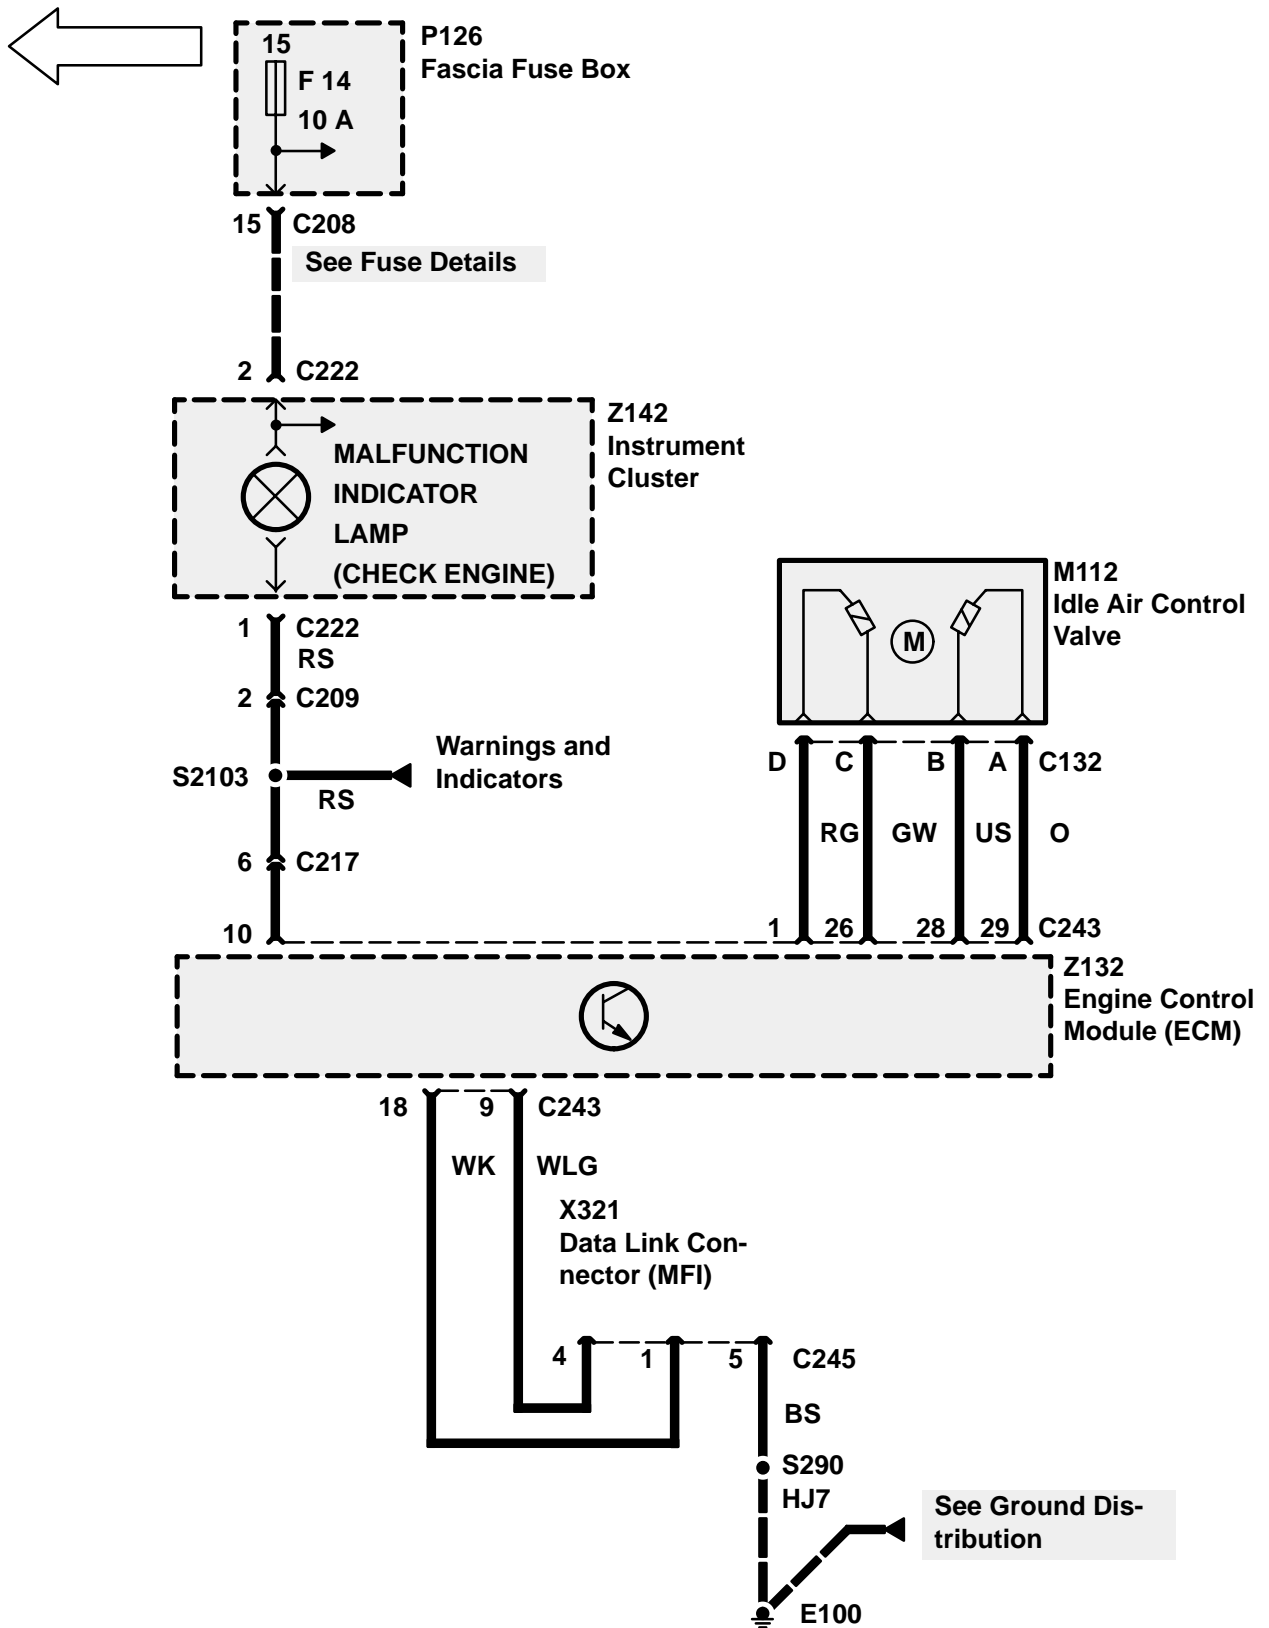 P126
15
Fascia Fuse Box
F 14
10 A
15 C208
See Fuse Details
2 C222
Z142
Instrument
Cluster
MALFUNCTION
INDICATOR
LAMP
(CHECK ENGINE)
M112
Idle Air Control
Valve
M
1 C222
RS
2 C209
Warnings and
Indicators
S2103
RS
D C B A C132
RG GW US O
6 C217
10 1 26 28 29 C243
Z132
Engine Control
Module (ECM)
18 9 C243
WK WLG
X321
Data Link Con-
nector (MFI)
4 1 5 C245
BS
S290
HJ7
See Ground Dis-
tribution
E100